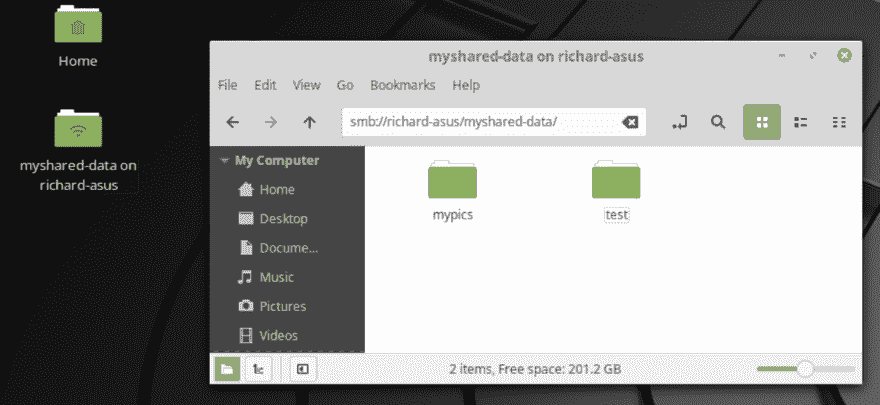 Home
myshared-data on
richard-asus
myshared-data on richard-asus
File Edit View Go Bookmarks Help
smb://richard-asus/myshared-data/
My Computer
Home
Desktop
Docume...
Music
Pictures
Videos
mypics
test
2 items, Free space: 201.2 GB